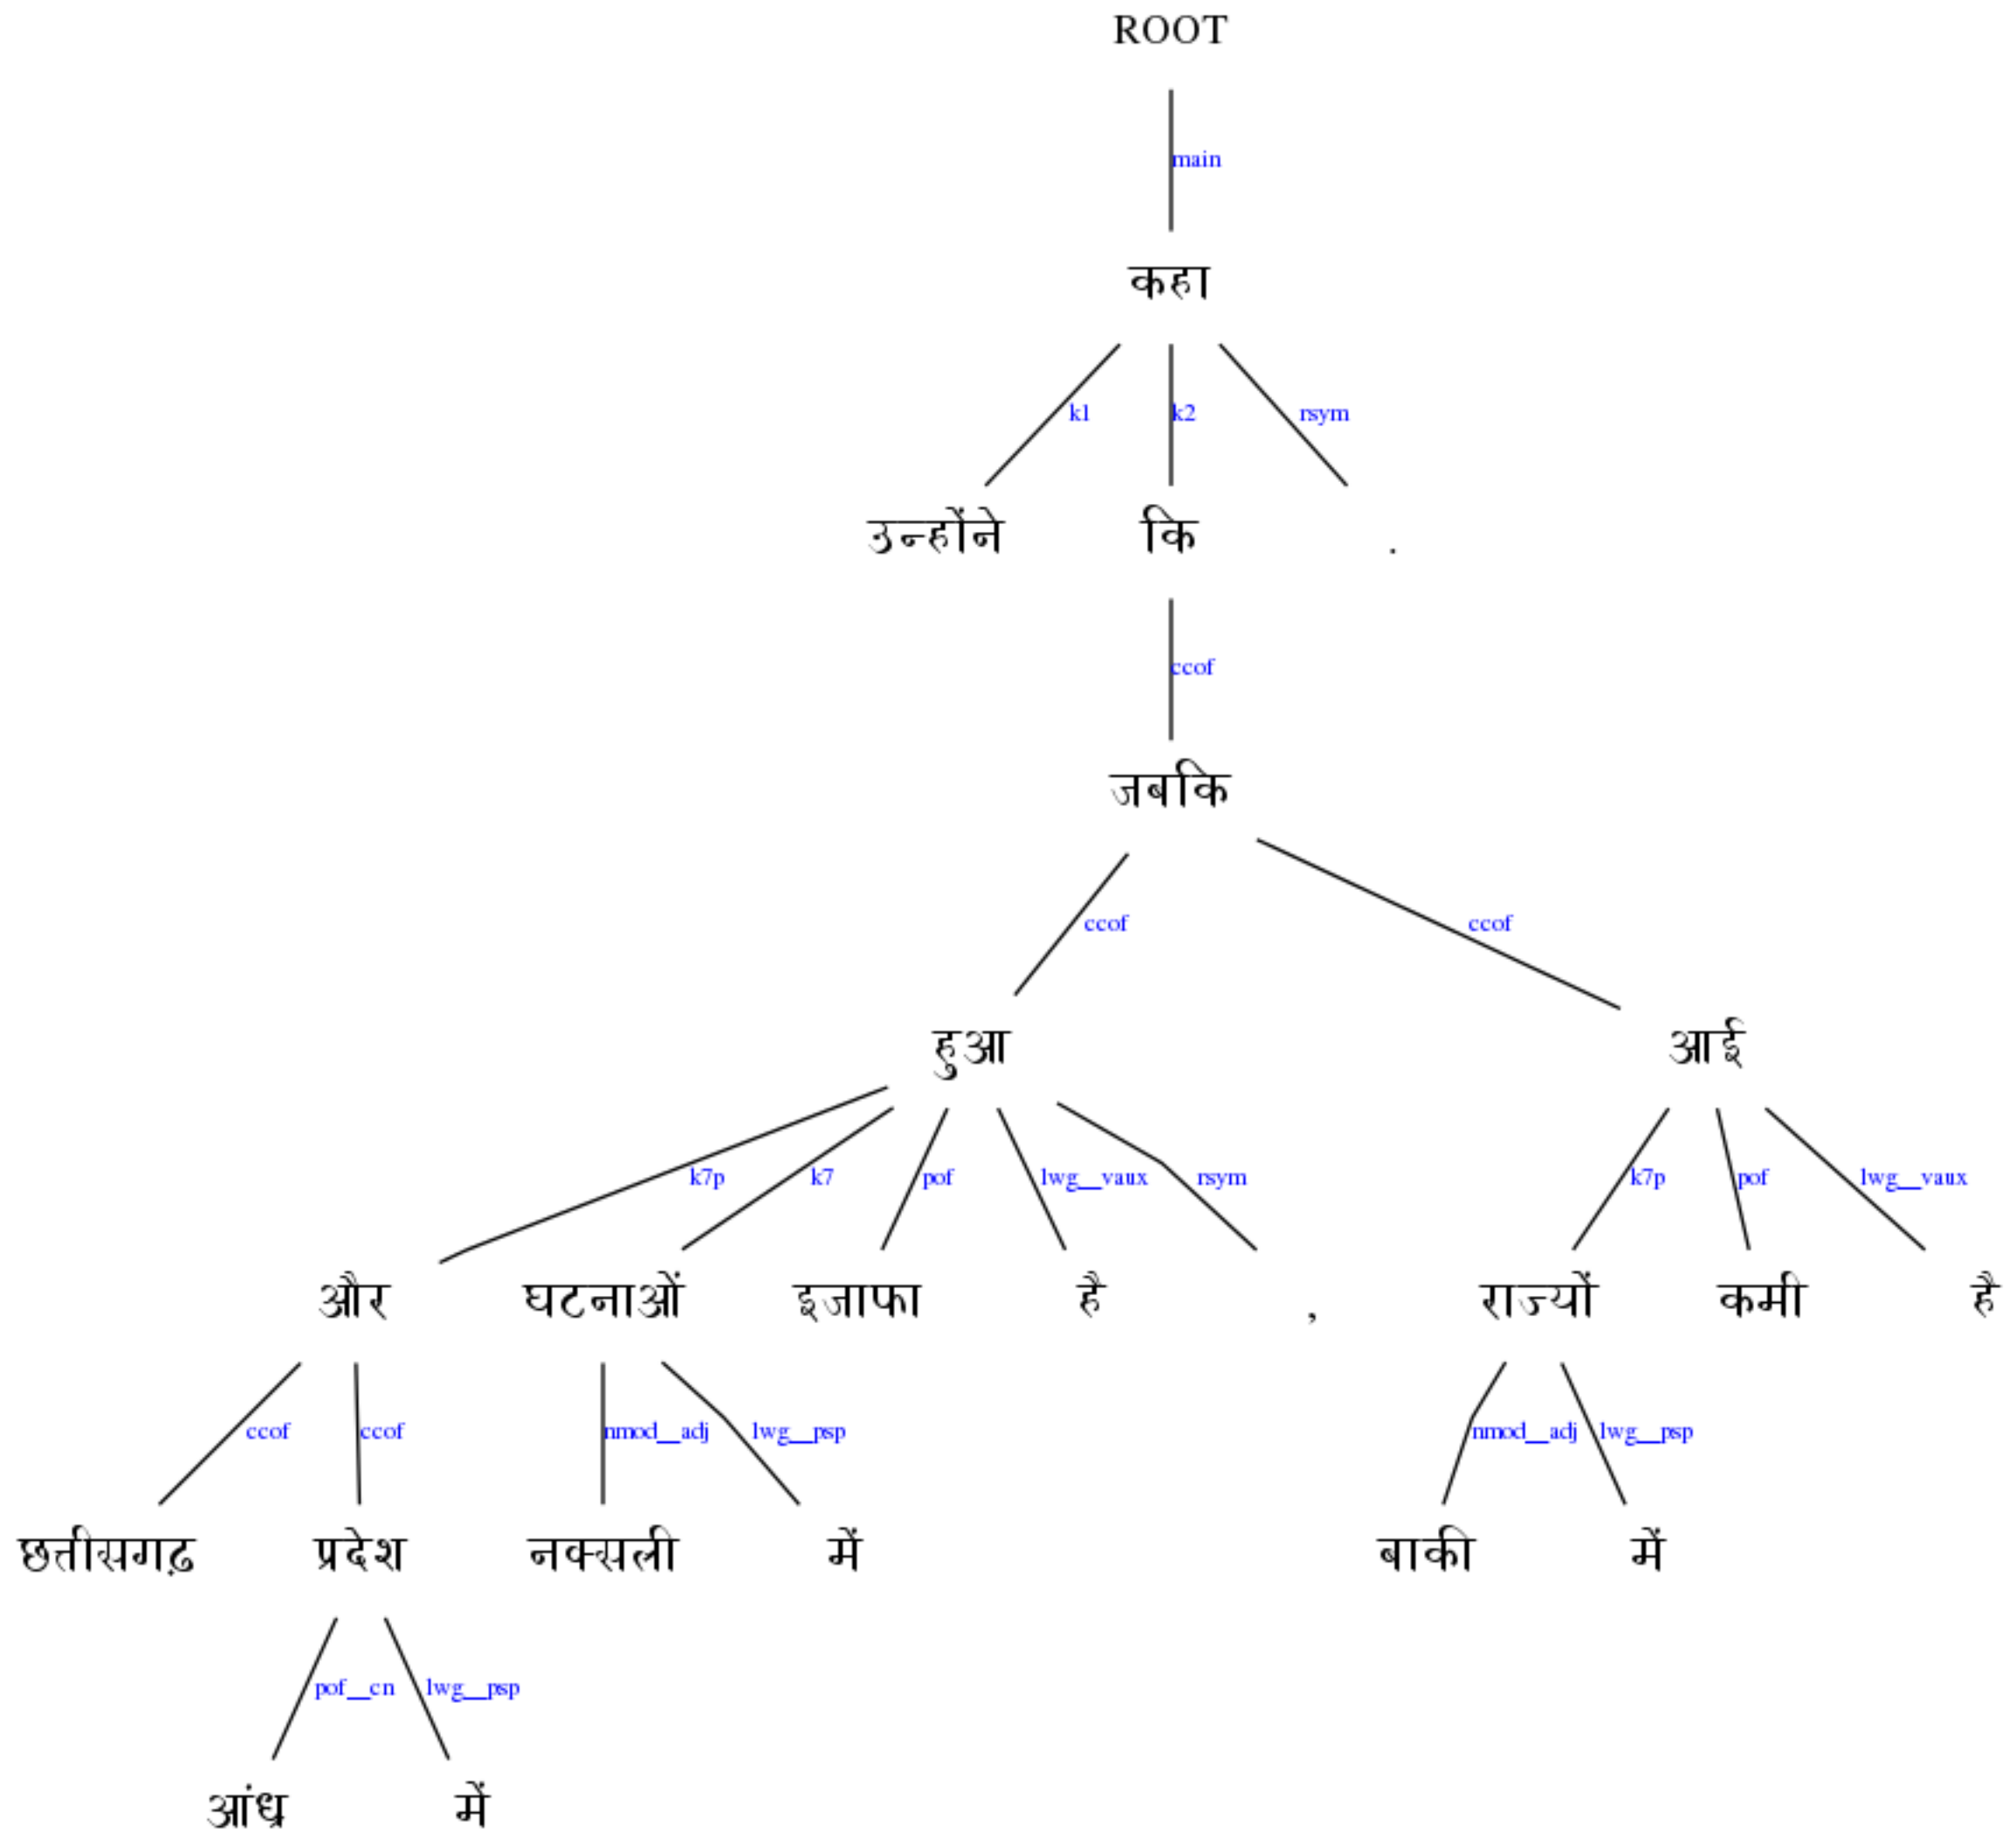 ROOT
main
कहा
k1 k2 rsym
उन्होंने कि .
ccof
जबकि
ccof ccof
हुआ आई
k7p k7 pof lwg__vaux rsym k7p pof lwg__vaux
और घटनाओं इजाफा है , राज्यों कमी है
ccof ccof nmod__adj lwg__psp nmod__adj lwg__psp
छत्तीसगढ़ प्रदेश नक्सली में बाकी में
pof__cn lwg__psp
आंध्र में